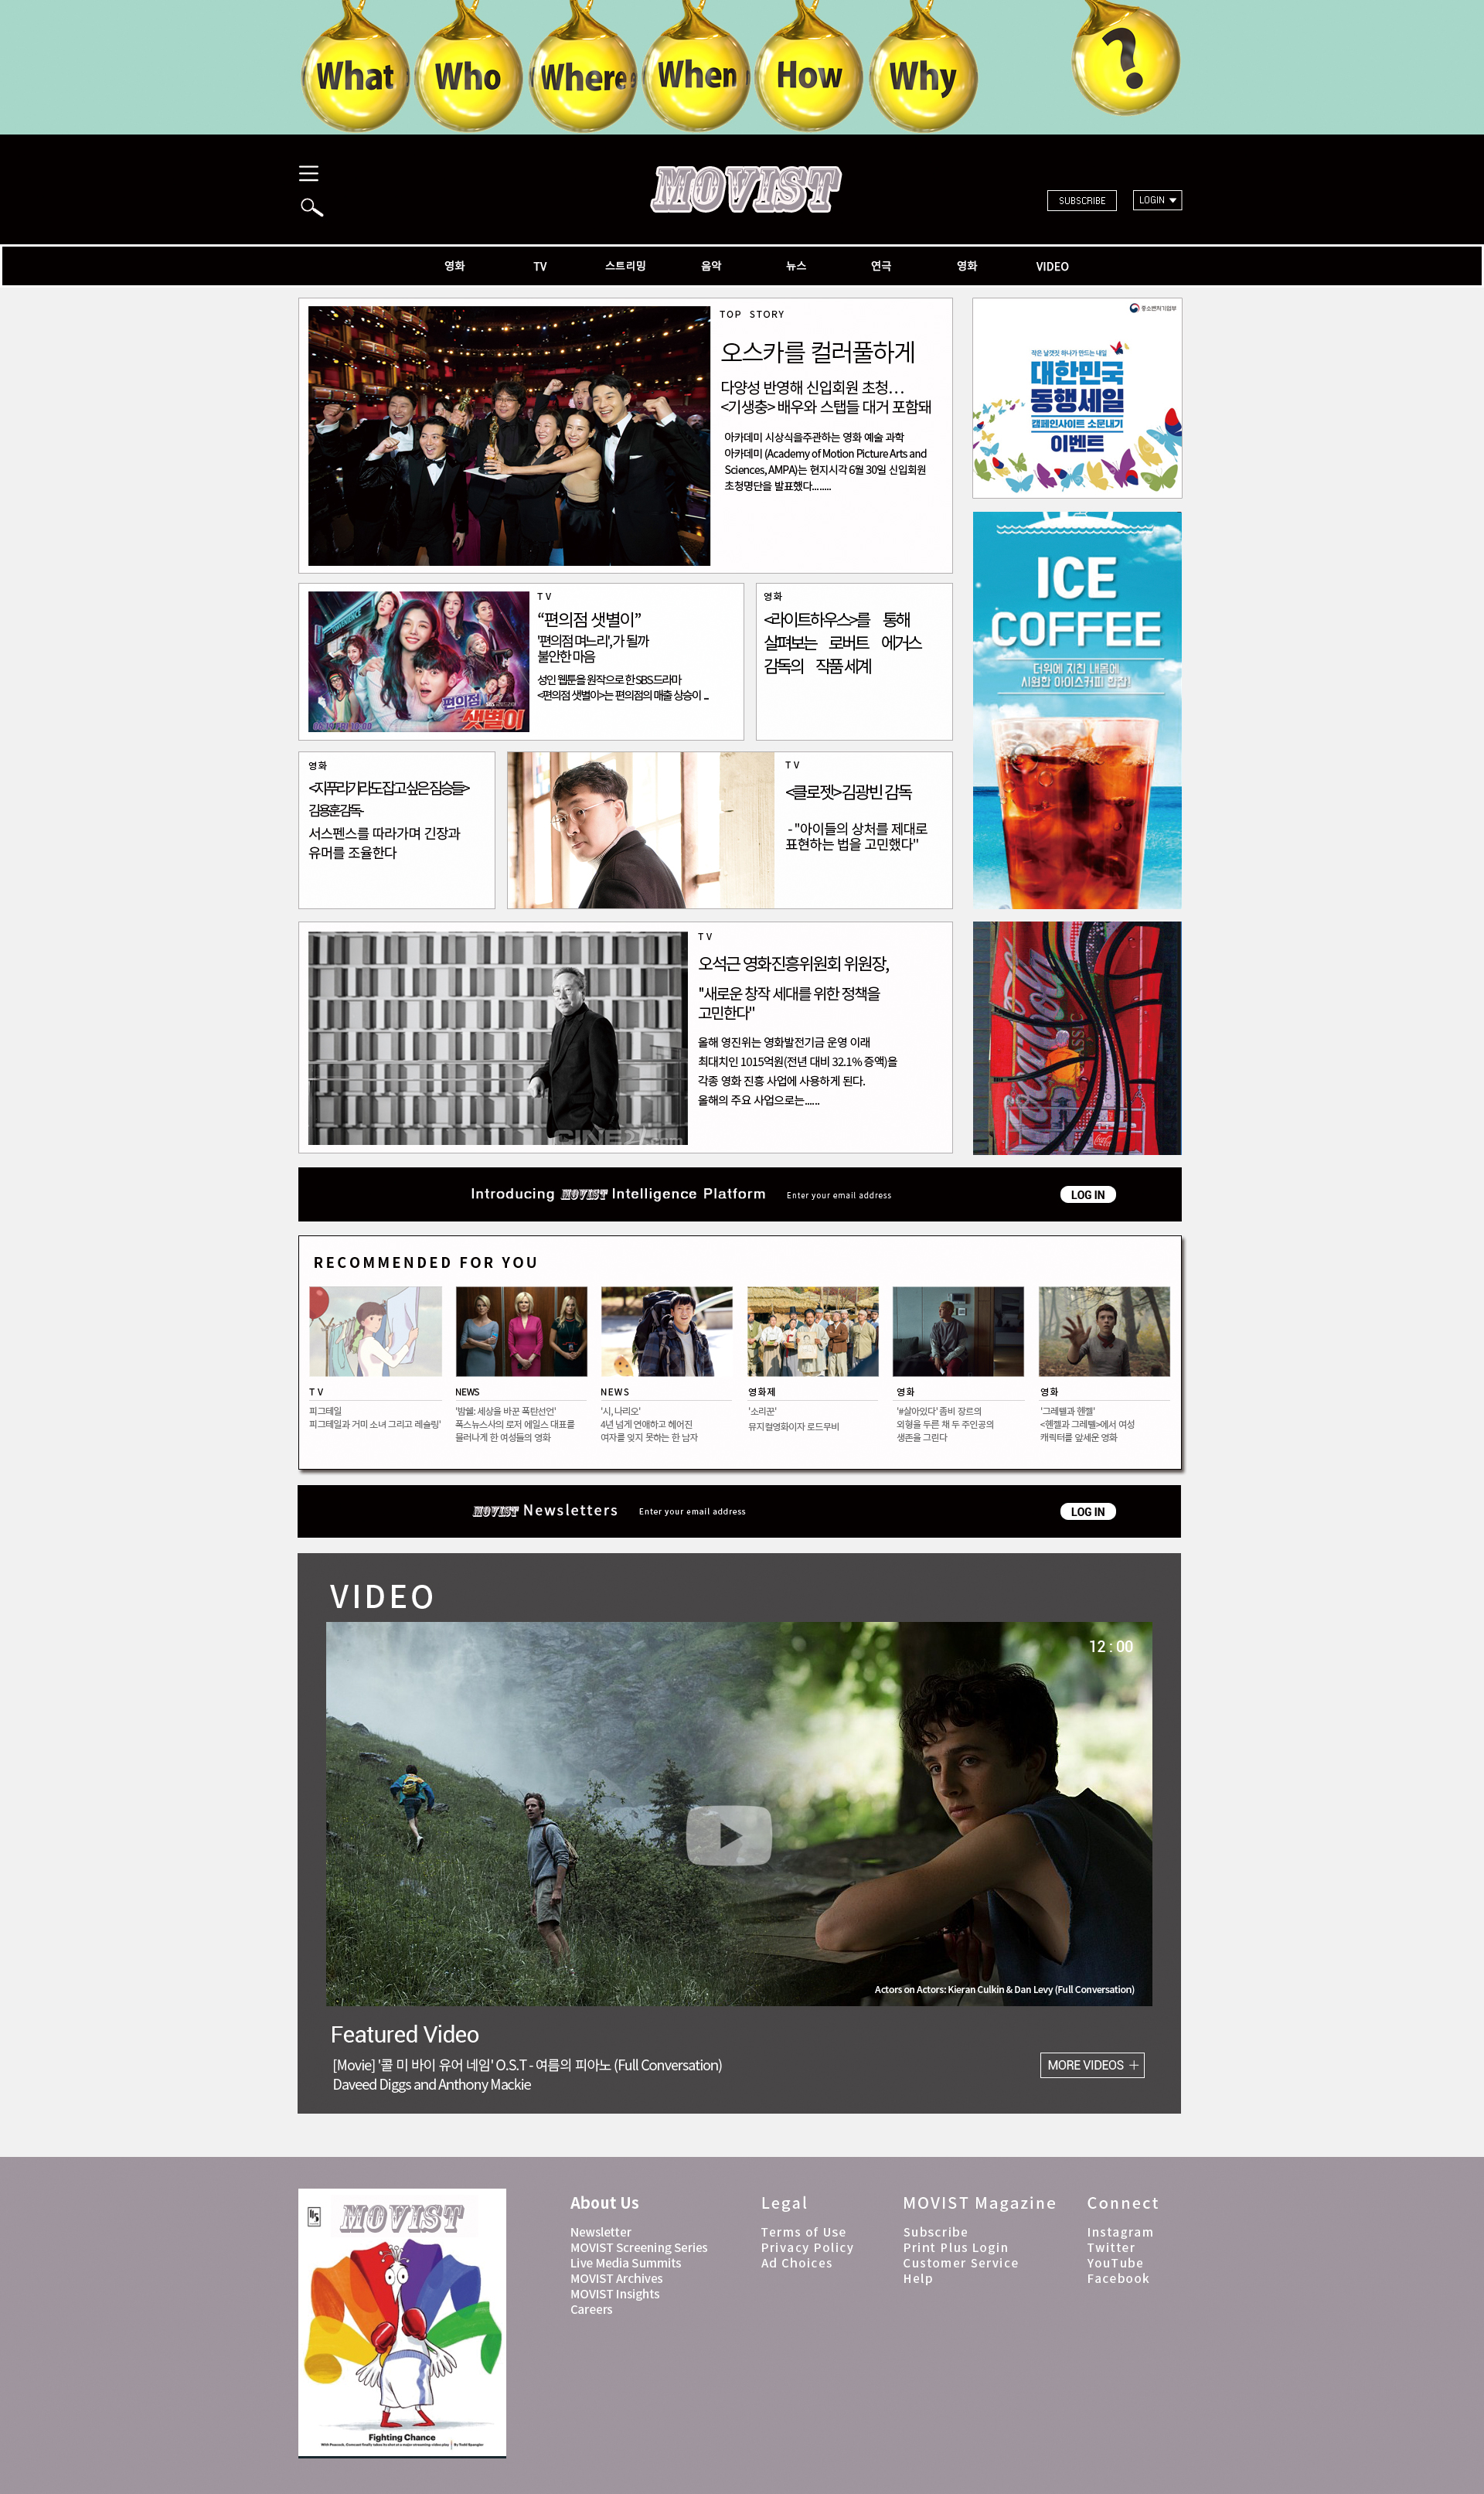 What Who Where When How Why ?
MOVIST
SUBSCRIBE
LOGIN
영화 TV 스트리밍 음악 뉴스 연극 영화 VIDEO
TOP STORY
오스카를 컬러풀하게
다양성 반영해 신입회원 초청…
<기생충> 배우와 스탭들 대거 포함돼
아카데미 시상식을주관하는 영화 예술 과학
아카데미 (Academy of Motion Picture Arts and
Sciences, AMPA)는 현지시각 6월 30일 신입회원
초청명단을 발표했다........
중소벤처기업부
작은 날갯짓 하나가 만드는 내일
대한민국
동행세일
캠페인사이트 소문내기
이벤트
편의점
샛별이
TV
“편의점 샛별이”
'편의점 며느리', 가 될까
불안한 마음
성인 웹툰을 원작으로 한 SBS드라마
<편의점 샛별이>는 편의점의 매출 상승이 ...
영화
<라이트하우스>를 통해
살펴보는 로버트 에거스
감독의 작품 세계
ICE
COFFEE
더위에 지친 내몸에
시원한 아이스커피 한잔!
영화
<지푸라기라도 잡고 싶은 짐승들>
김용훈 감독-
서스펜스를 따라가며 긴장과
유머를 조율한다
TV
<클로젯> 김광빈 감독
- "아이들의 상처를 제대로
표현하는 법을 고민했다"
CINE21.com
TV
오석근 영화진흥위원회 위원장,
"새로운 창작 세대를 위한 정책을
고민한다"
올해 영진위는 영화발전기금 운영 이래
최대치인 1015억원(전년 대비 32.1% 증액)을
각종 영화 진흥 사업에 사용하게 된다.
올해의 주요 사업으로는......
Introducing MOVIST Intelligence Platform
Enter your email address
LOG IN
RECOMMENDED FOR YOU
TV
피그테일
피그테일과 거미 소녀 그리고 레슬링'
NEWS
'밤쉘: 세상을 바꾼 폭탄선언'
폭스뉴스사의 로저 에일스 대표를
물러나게 한 여성들의 영화
NEWS
'시, 나리오'
4년 넘게 연애하고 헤어진
여자를 잊지 못하는 한 남자
영화제
'소리꾼'
뮤지컬영화이자 로드무비
영화
'#살아있다' 좀비 장르의
외형을 두른 채 두 주인공의
생존을 그린다
영화
'그레텔과 헨젤'
<헨젤과 그레텔>에서 여성
캐릭터를 앞세운 영화
MOVIST Newsletters
Enter your email address
LOG IN
VIDEO
12 : 00
Actors on Actors: Kieran Culkin & Dan Levy (Full Conversation)
Featured Video
[Movie] '콜 미 바이 유어 네임' O.S.T - 여름의 피아노 (Full Conversation)
Daveed Diggs and Anthony Mackie
MORE VIDEOS +
MOVIST
Fighting Chance
About Us
Newsletter
MOVIST Screening Series
Live Media Summits
MOVIST Archives
MOVIST Insights
Careers
Legal
Terms of Use
Privacy Policy
Ad Choices
MOVIST Magazine
Subscribe
Print Plus Login
Customer Service
Help
Connect
Instagram
Twitter
YouTube
Facebook